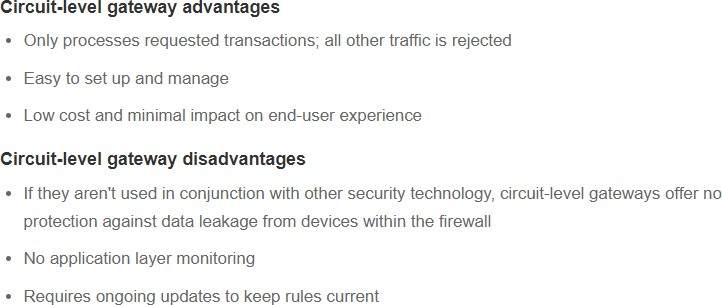 Circuit-level gateway advantages
• Only processes requested transactions; all other traffic is rejected
• Easy to set up and manage
• Low cost and minimal impact on end-user experience
Circuit-level gateway disadvantages
• If they aren't used in conjunction with other security technology, circuit-level gateways offer no
protection against data leakage from devices within the firewall
• No application layer monitoring
• Requires ongoing updates to keep rules current